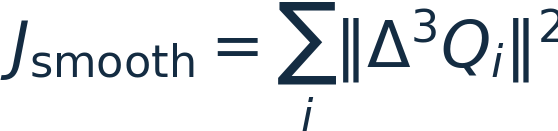 J_smooth = ∑_i ‖Δ³Q_i‖²